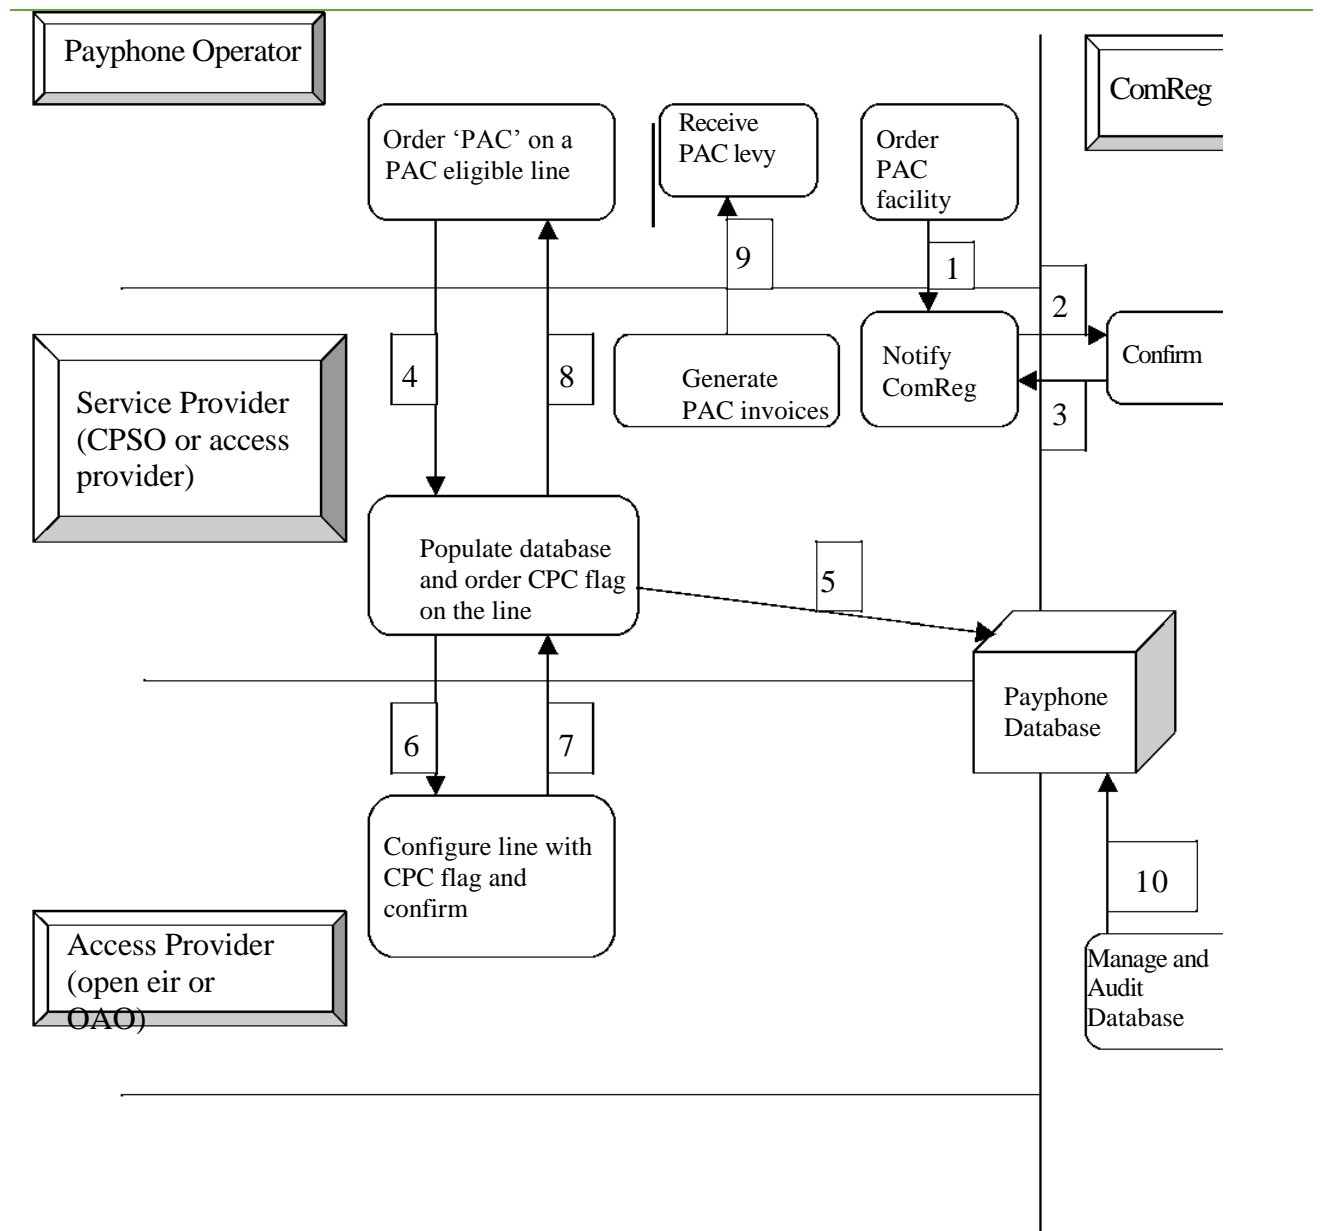 Payphone Operator
ComReg
Order ‘PAC’ on a
PAC eligible line
Receive
PAC levy
Order
PAC
facility
9
1
2
4
8
Service Provider
(CPSO or access
provider)
Generate
PAC invoices
Notify
ComReg
Confirm
3
Populate database
and order CPC flag
on the line
5
Payphone
Database
6
7
Configure line with
CPC flag and
confirm
10
Access Provider
(open eir or
OAO)
Manage and
Audit
Database